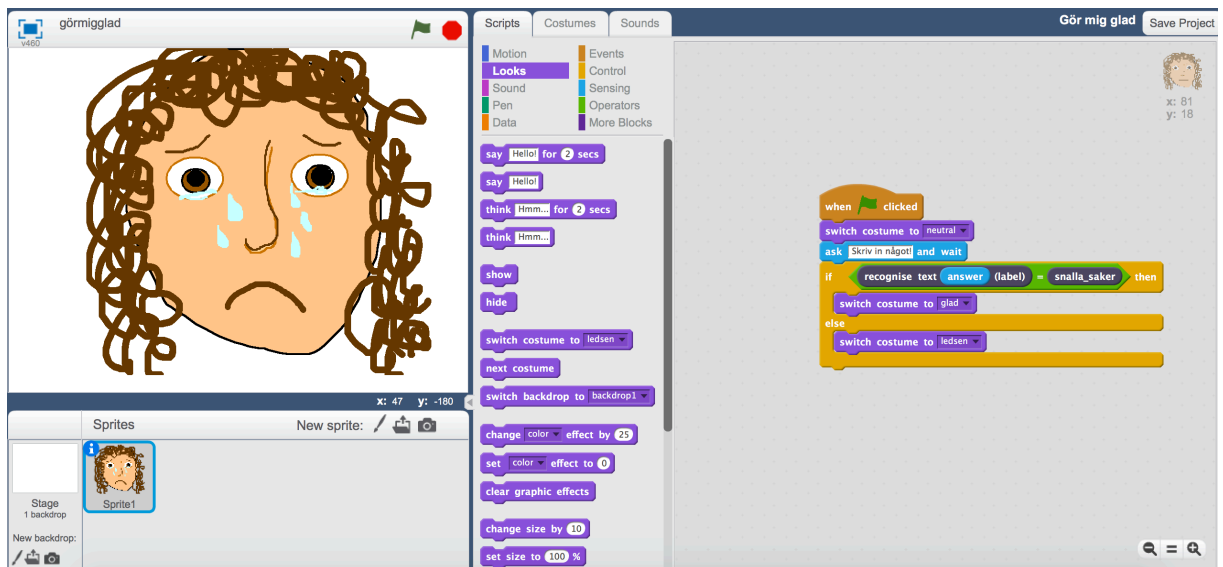 görmigglad
v460
x: 47 y: -180
Sprites
New sprite:
Stage
1 backdrop
New backdrop:
Sprite1
Scripts
Costumes
Sounds
Motion
Looks
Sound
Pen
Data
Events
Control
Sensing
Operators
More Blocks
say Hello! for 2 secs
say Hello!
think Hmm... for 2 secs
think Hmm...
show
hide
switch costume to ledsen
next costume
switch backdrop to backdrop1
change color effect by 25
set color effect to 0
clear graphic effects
change size by 10
set size to 100 %
Gör mig glad
Save Project
x: 81
y: 18
when clicked
switch costume to neutral
ask Skriv in något! and wait
if recognise text answer (label) = snalla_saker then
switch costume to glad
else
switch costume to ledsen